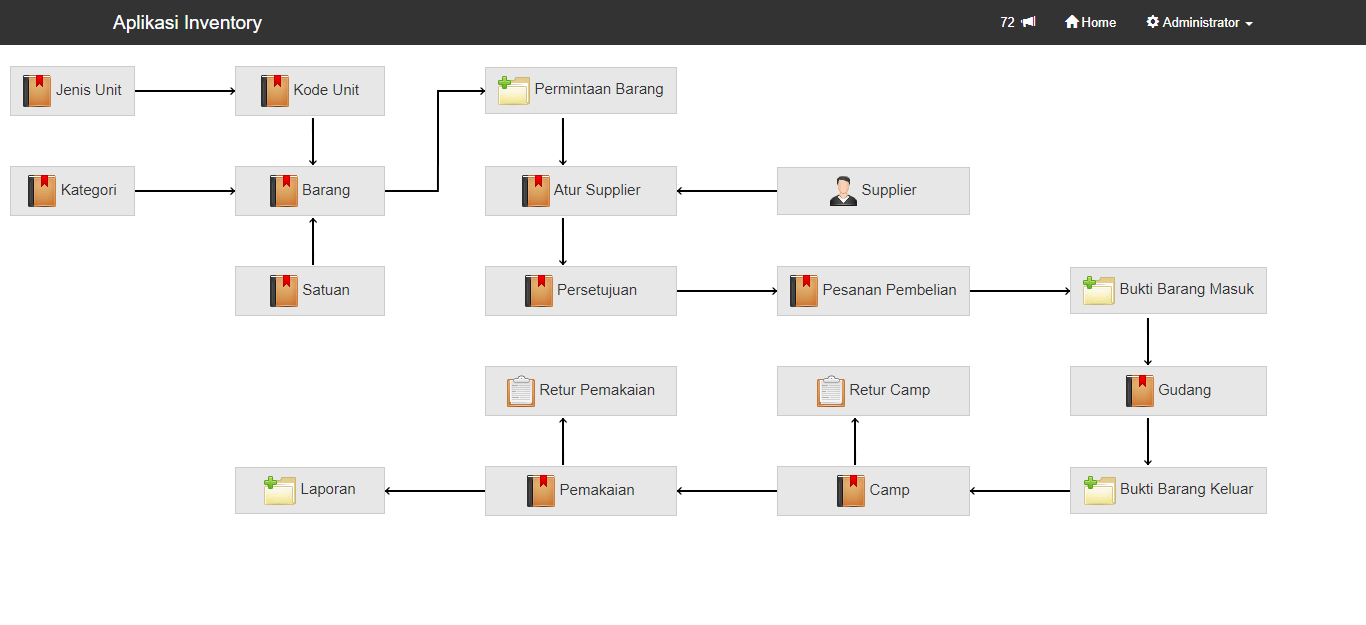 Aplikasi Inventory
72 Home Administrator
Jenis Unit
Kode Unit
Permintaan Barang
Kategori
Barang
Atur Supplier
Supplier
Satuan
Persetujuan
Pesanan Pembelian
Bukti Barang Masuk
Retur Pemakaian
Retur Camp
Gudang
Laporan
Pemakaian
Camp
Bukti Barang Keluar